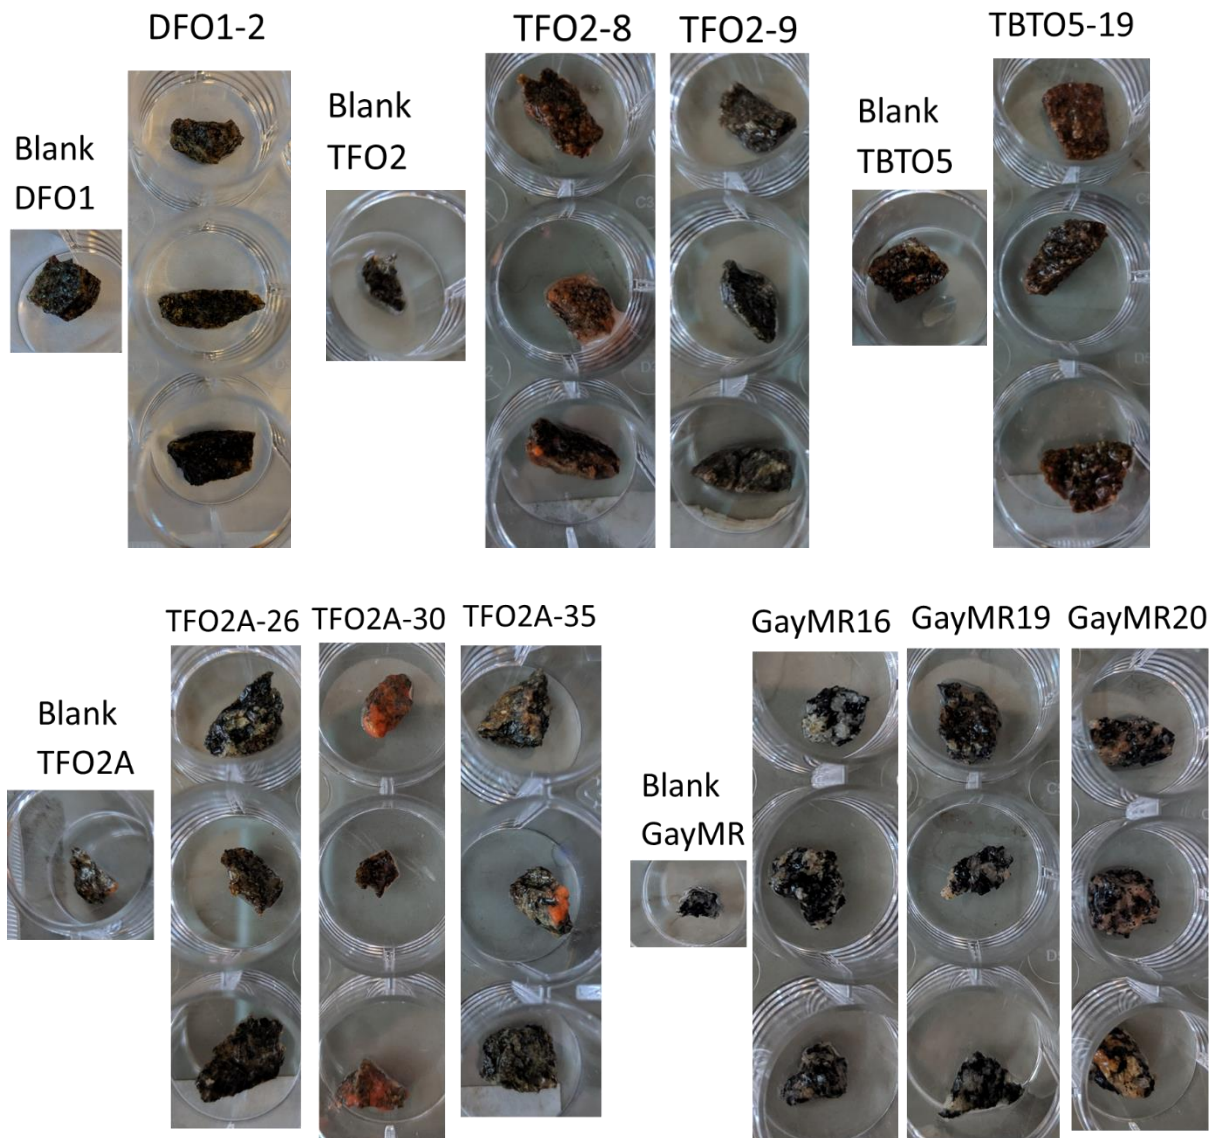 DFO1-2
TFO2-8
TFO2-9
TBTO5-19
Blank
DFO1
Blank
TFO2
Blank
TBTO5
TFO2A-26
TFO2A-30
TFO2A-35
GayMR16
GayMR19
GayMR20
Blank
TFO2A
Blank
GayMR